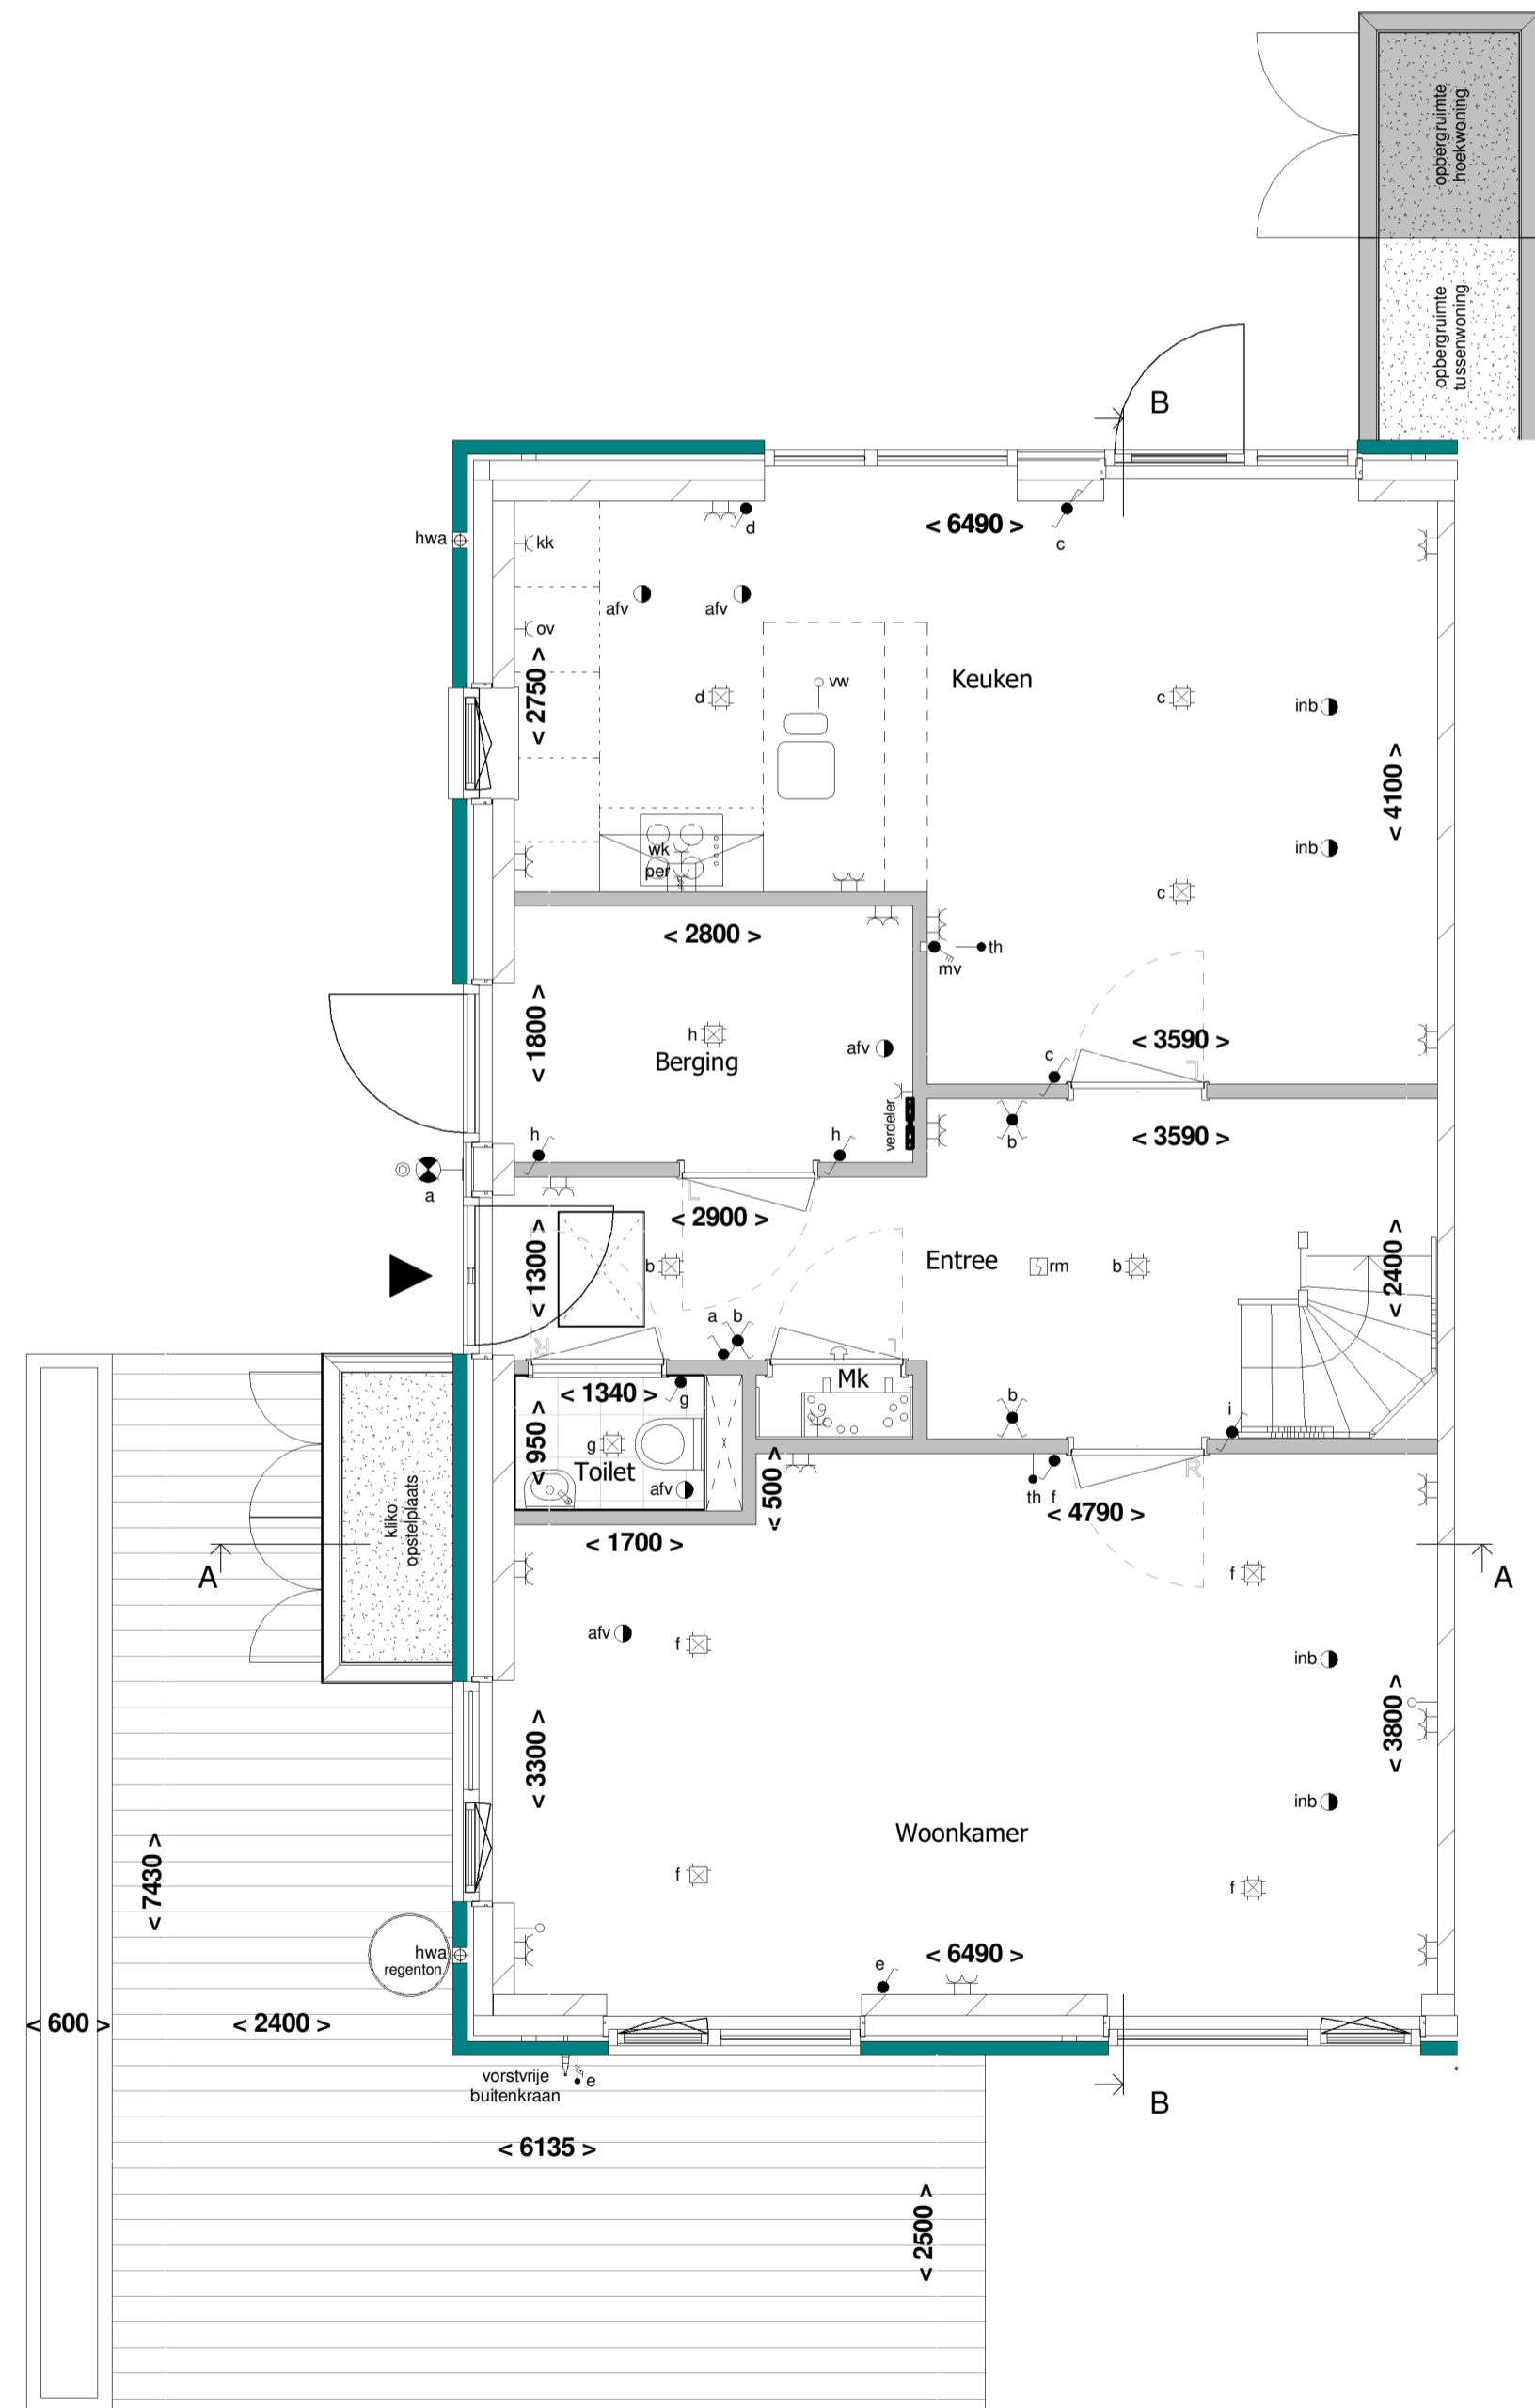 opbergruimte
hoekwoning
opbergruimte
tussenwoning
B
hwa
kk
d
< 6490 >
c
afv
afv
ov
< 2750 >
d
vw
Keuken
c
inb
< 4100 >
wk
per
inb
c
< 2800 >
th
mv
< 1800 >
h
Berging
afv
c
< 3590 >
L
verdeler
h
h
b
< 3590 >
a
L
< 2900 >
< 1300 >
b
Entree
rm
b
< 2400 >
a
b
R
L
< 1340 >
g
Mk
b
i
< 950 >
g
Toilet
afv
< 500 >
th
f
R
< 4790 >
kliko
opstelplaats
< 1700 >
A
A
f
afv
f
inb
< 3300 >
< 3800 >
inb
Woonkamer
< 7430 >
f
f
hwa
regenton
e
< 6490 >
< 600 >
< 2400 >
vorstvrije
buitenkraan
e
B
< 6135 >
< 2500 >